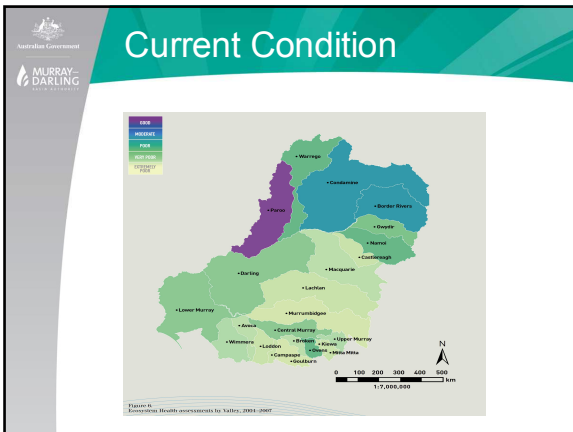 Australian Government
MURRAY–
DARLING
BASIN AUTHORITY
Current Condition
GOOD
MODERATE
POOR
VERY POOR
EXTREMELY
POOR
Warrego
Condamine
Paroo
Border Rivers
Gwydir
Namoi
Castlereagh
Macquarie
Darling
Lachlan
Lower Murray
Murrumbidgee
Avoca
Central Murray
Wimmera
Loddon
Broken
Upper Murray
Kiewa
Ovens
Mitta Mitta
Campaspe
Goulburn
N
0 100 200 300 400 500
km
1:7,000,000
Figure 6
Ecosystem Health assessments by Valley, 2004–2007